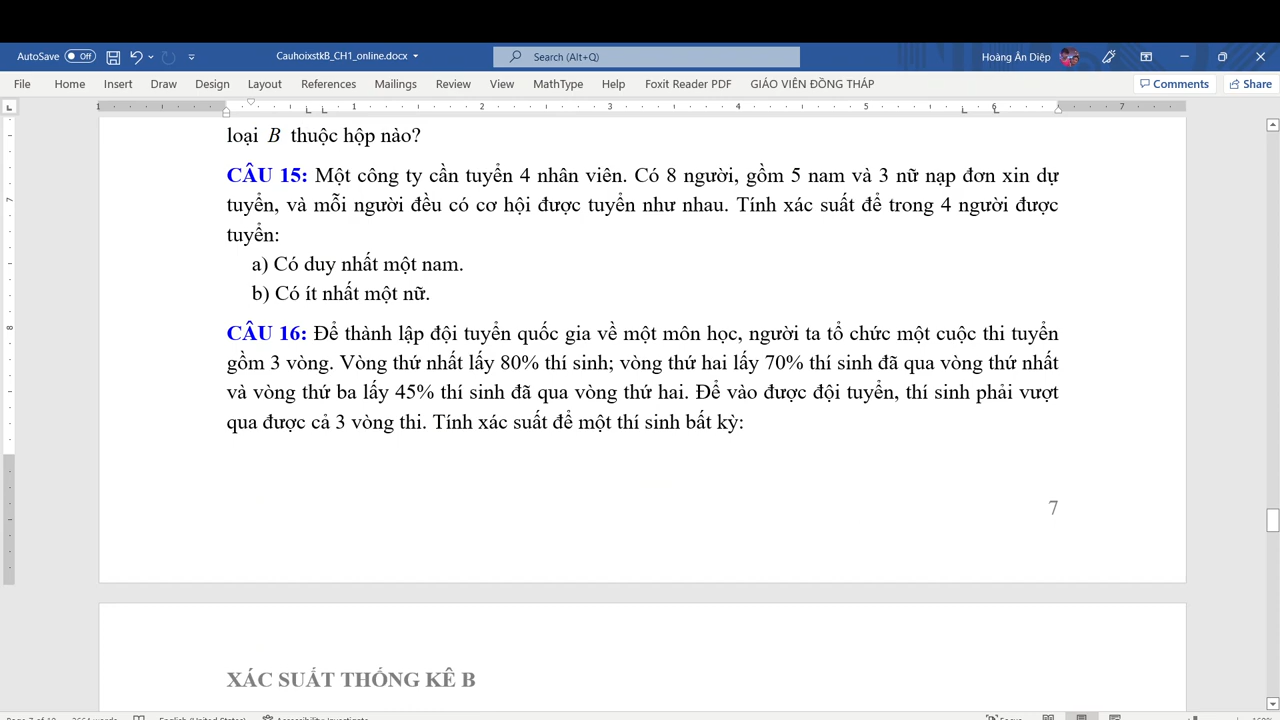 AutoSave Off Cauhoixstkb_CH1_online.docx Search (Alt+Q) Hoàng Ân Diệp
File Home Insert Draw Design Layout References Mailings Review View MathType Help Foxit Reader PDF GIÁO VIÊN ĐỒNG THÁP Comments Share
1 1 2 3 4 5 6 7
loại B thuộc hộp nào?
CÂU 15: Một công ty cần tuyển 4 nhân viên. Có 8 người, gồm 5 nam và 3 nữ nạp đơn xin dự
tuyển, và mỗi người đều có cơ hội được tuyển như nhau. Tính xác suất để trong 4 người được
tuyển:
a) Có duy nhất một nam.
b) Có ít nhất một nữ.
CÂU 16: Để thành lập đội tuyển quốc gia về một môn học, người ta tổ chức một cuộc thi tuyển
gồm 3 vòng. Vòng thứ nhất lấy 80% thí sinh; vòng thứ hai lấy 70% thí sinh đã qua vòng thứ nhất
và vòng thứ ba lấy 45% thí sinh đã qua vòng thứ hai. Để vào được đội tuyển, thí sinh phải vượt
qua được cả 3 vòng thi. Tính xác suất để một thí sinh bất kỳ:
7
XÁC SUẤT THỐNG KÊ B